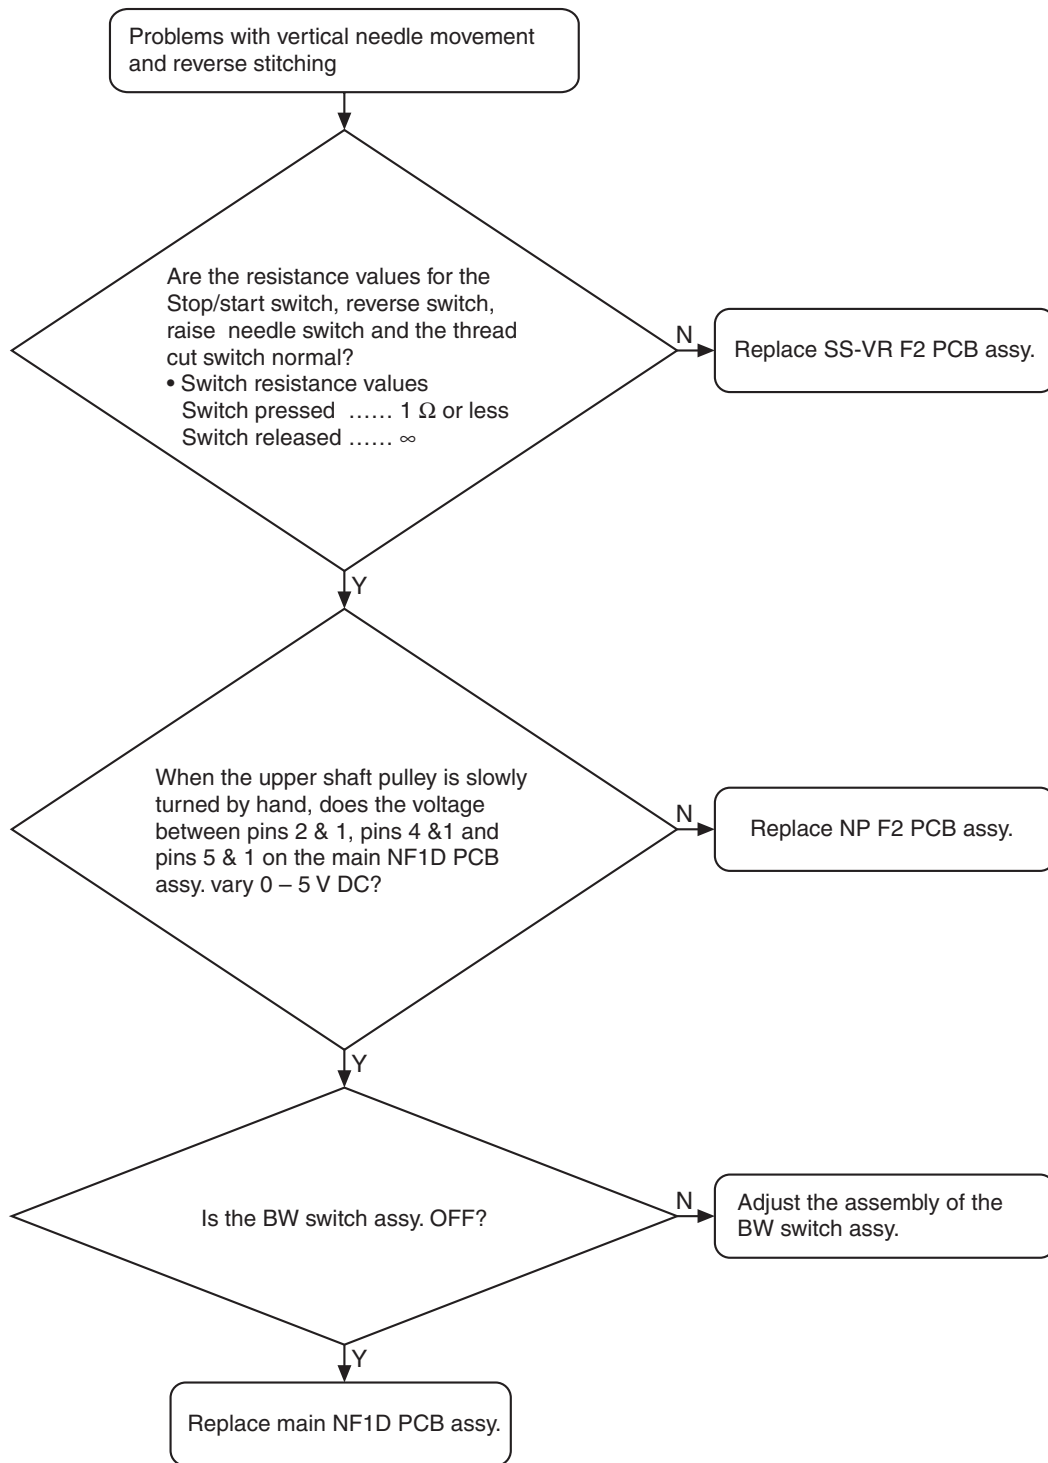 Problems with vertical needle movement
and reverse stitching
Are the resistance values for the
Stop/start switch, reverse switch,
raise needle switch and the thread
cut switch normal?
• Switch resistance values
Switch pressed …… 1 Ω or less
Switch released …… ∞
N
Replace SS-VR F2 PCB assy.
Y
When the upper shaft pulley is slowly
turned by hand, does the voltage
between pins 2 & 1, pins 4 &1 and
pins 5 & 1 on the main NF1D PCB
assy. vary 0 – 5 V DC?
N
Replace NP F2 PCB assy.
Y
Is the BW switch assy. OFF?
N
Adjust the assembly of the
BW switch assy.
Y
Replace main NF1D PCB assy.